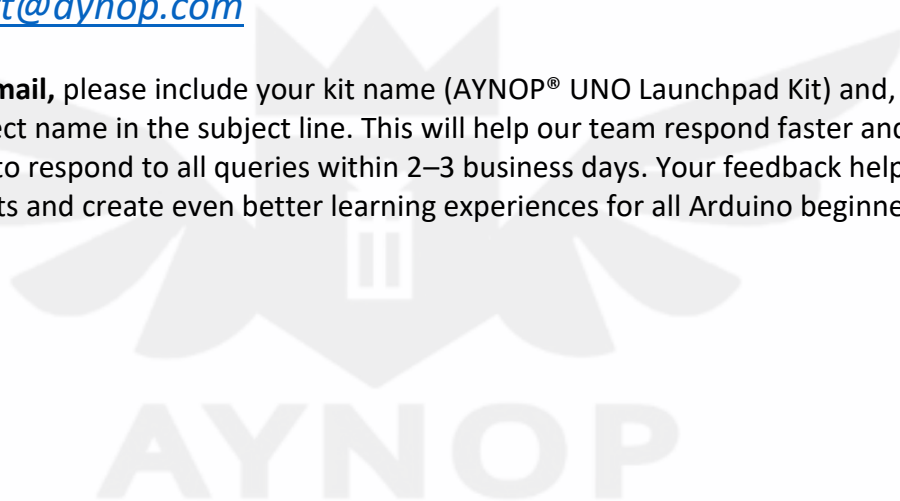 t@aynop.com
mail, please include your kit name (AYNOP® UNO Launchpad Kit) and,
ect name in the subject line. This will help our team respond faster and
to respond to all queries within 2–3 business days. Your feedback help
ts and create even better learning experiences for all Arduino beginne
AYNOP